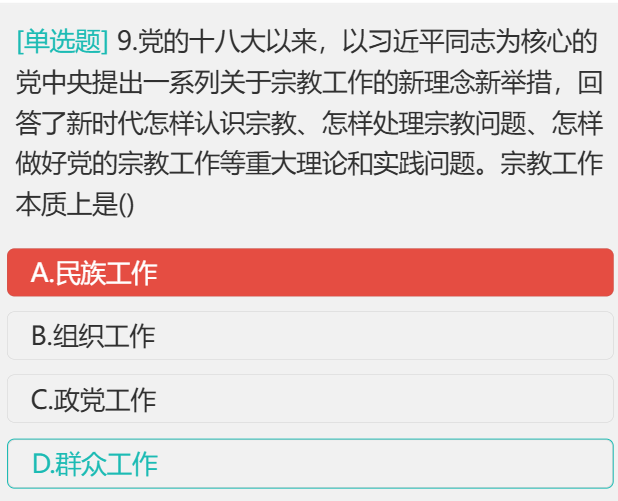 [单选题] 9.党的十八大以来，以习近平同志为核心的
党中央提出一系列关于宗教工作的新理念新举措，回
答了新时代怎样认识宗教、怎样处理宗教问题、怎样
做好党的宗教工作等重大理论和实践问题。宗教工作
本质上是()
A.民族工作
B.组织工作
C.政党工作
D.群众工作